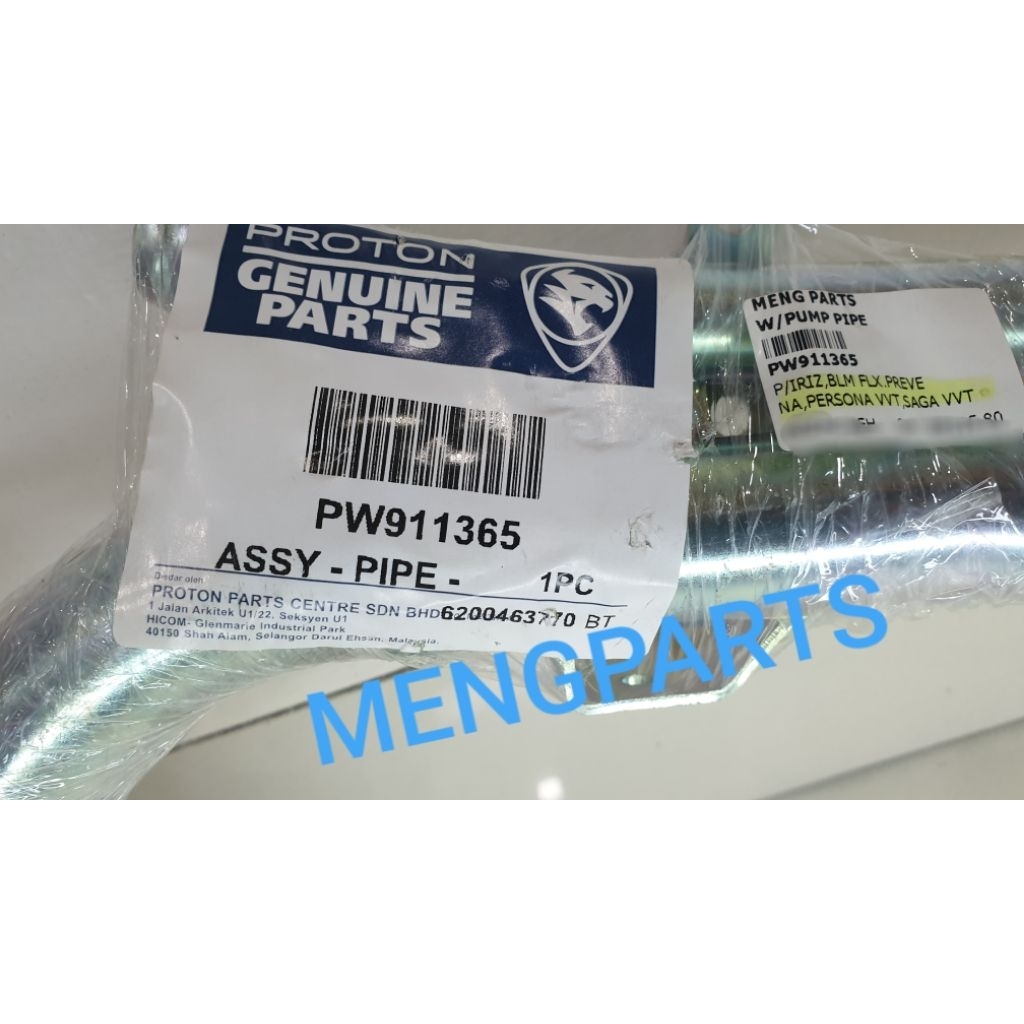 PROTON
GENUINE
PARTS
PW911365
ASSY - PIPE - 1PC
Diedar oleh
PROTON PARTS CENTRE SDN BHD 6200463770 BT
1 Jalan Arkitek U1/22, Seksyen U1
HICOM- Glenmarie Industrial Park
40150 Shah Alam, Selangor Darul Ehsan, Malaysia.
MENG PARTS
W/PUMP PIPE
PW911365
P/IRIZ,BLM FLX.PREVE
NA,PERSONA VVT,SAGA VVT
MENGPARTS